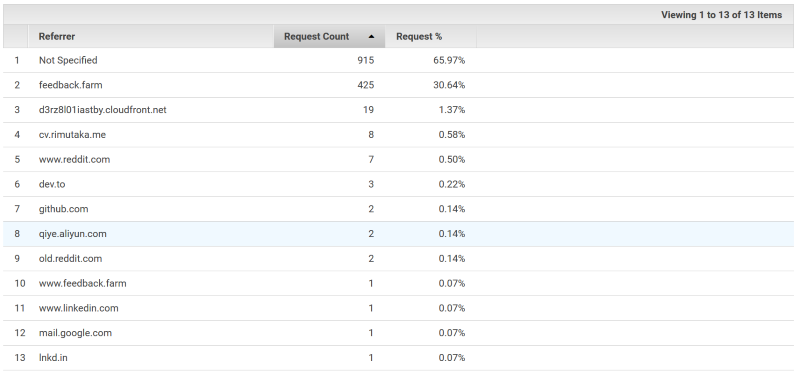 Viewing 1 to 13 of 13 Items
Referrer Request Count Request %
1 Not Specified 915 65.97%
2 feedback.farm 425 30.64%
3 d3rz8l01iastby.cloudfront.net 19 1.37%
4 cv.rimutaka.me 8 0.58%
5 www.reddit.com 7 0.50%
6 dev.to 3 0.22%
7 github.com 2 0.14%
8 qiye.aliyun.com 2 0.14%
9 old.reddit.com 2 0.14%
10 www.feedback.farm 1 0.07%
11 www.linkedin.com 1 0.07%
12 mail.google.com 1 0.07%
13 lnkd.in 1 0.07%